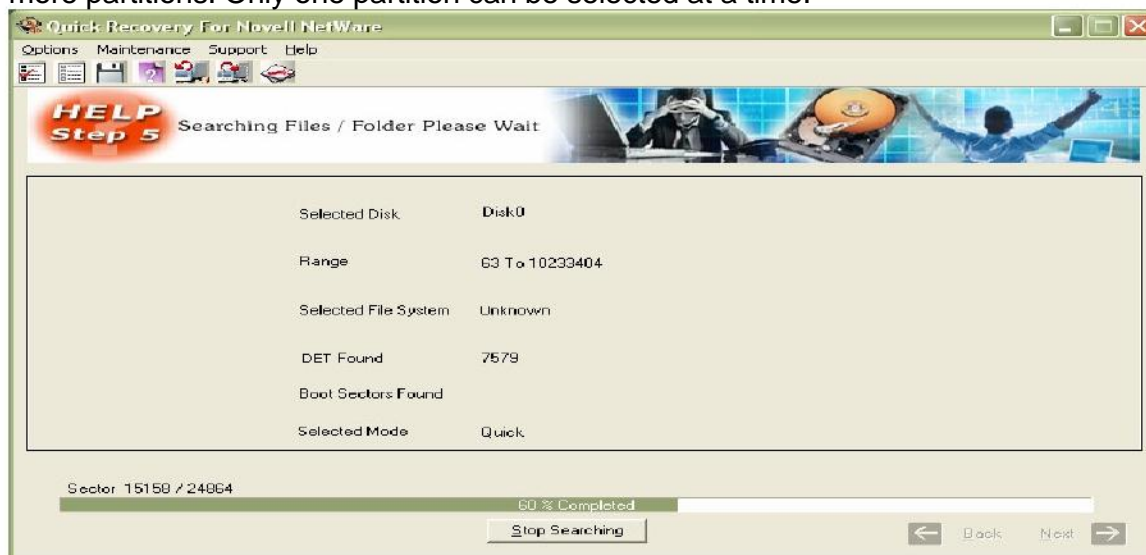 more partitions. Only one partition can be selected at a time.
Quick Recovery For Novell NetWare
Options Maintenance Support Help
HELP
Step 5
Searching Files / Folder Please Wait
Selected Disk Disk0
Range 63 To 10233404
Selected File System Unknown
DET Found 7579
Boot Sectors Found
Selected Mode Quick
Sector 15158 / 24864
60 % Completed
Stop Searching Back Next